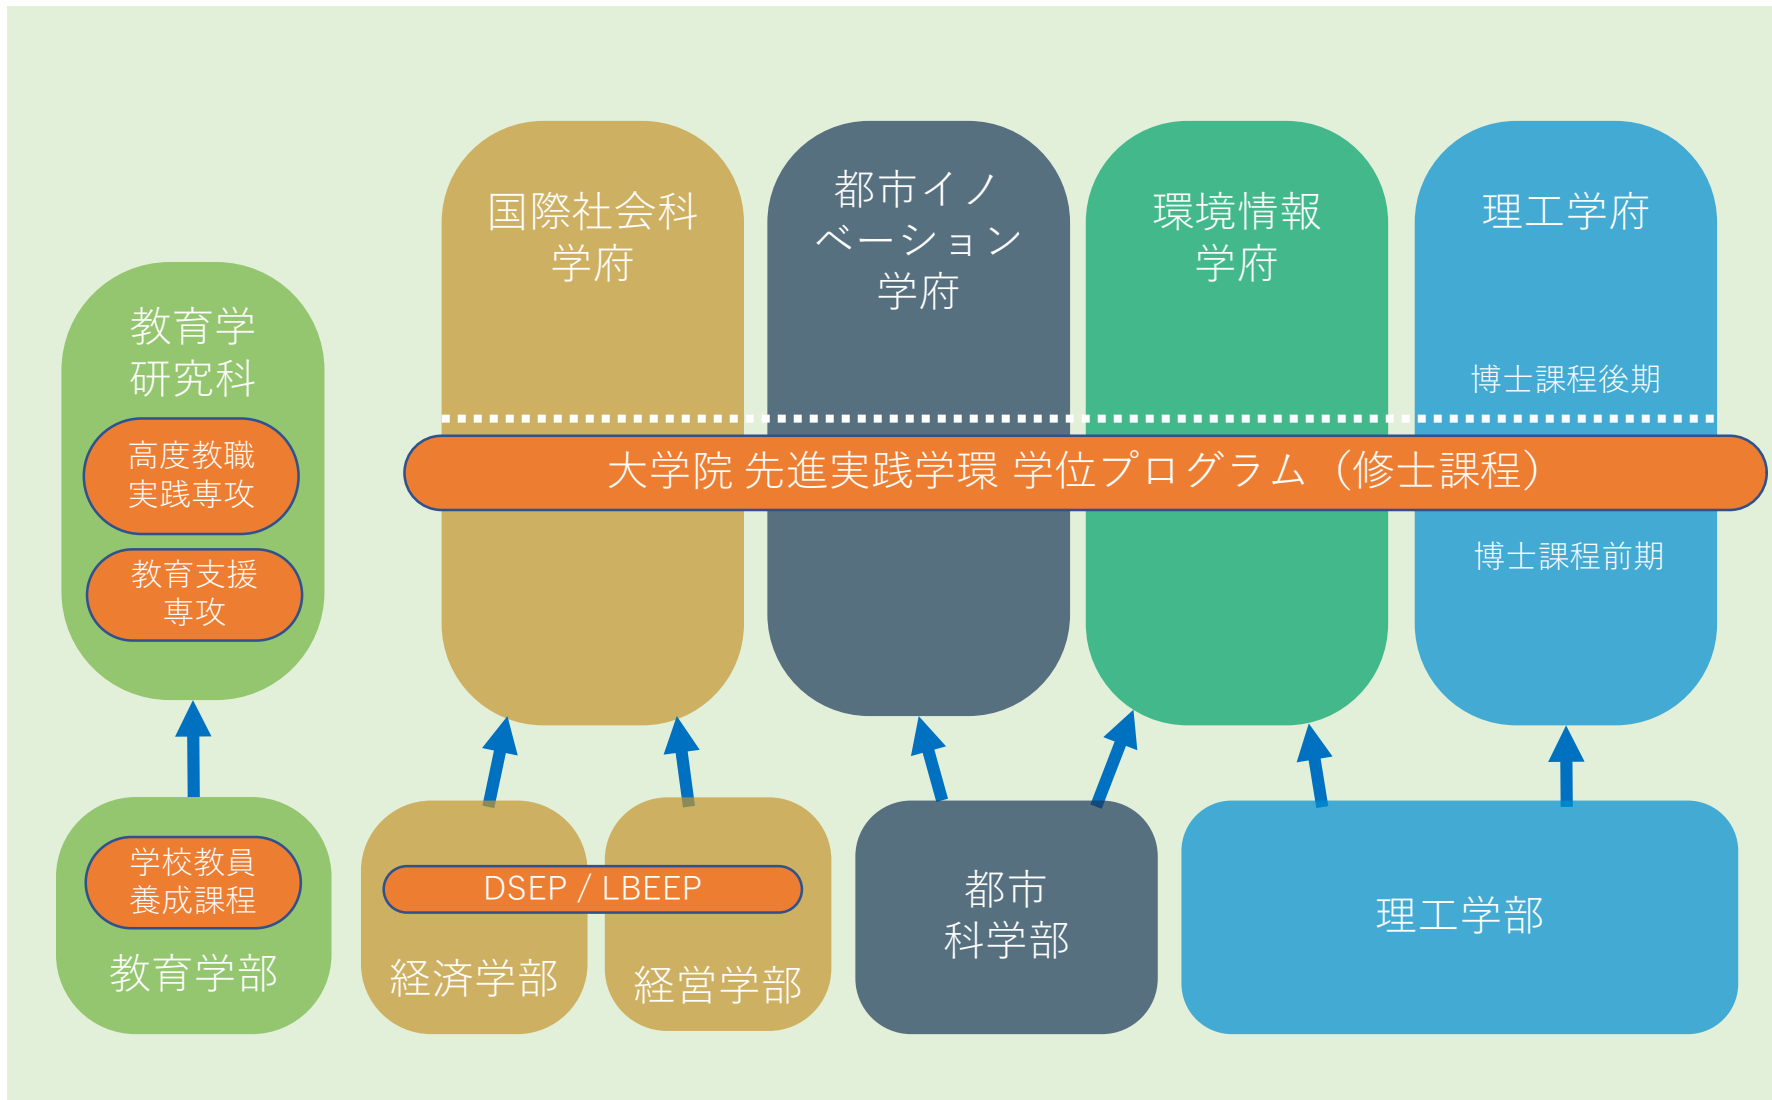 国際社会科
学府
都市イノ
ベーション
学府
環境情報
学府
理工学府
教育学
研究科
博士課程後期
高度教職
実践専攻
大学院 先進実践学環 学位プログラム（修士課程）
教育支援
専攻
博士課程前期
学校教員
養成課程
教育学部
DSEP / LBEEP
経済学部
経営学部
都市
科学部
理工学部